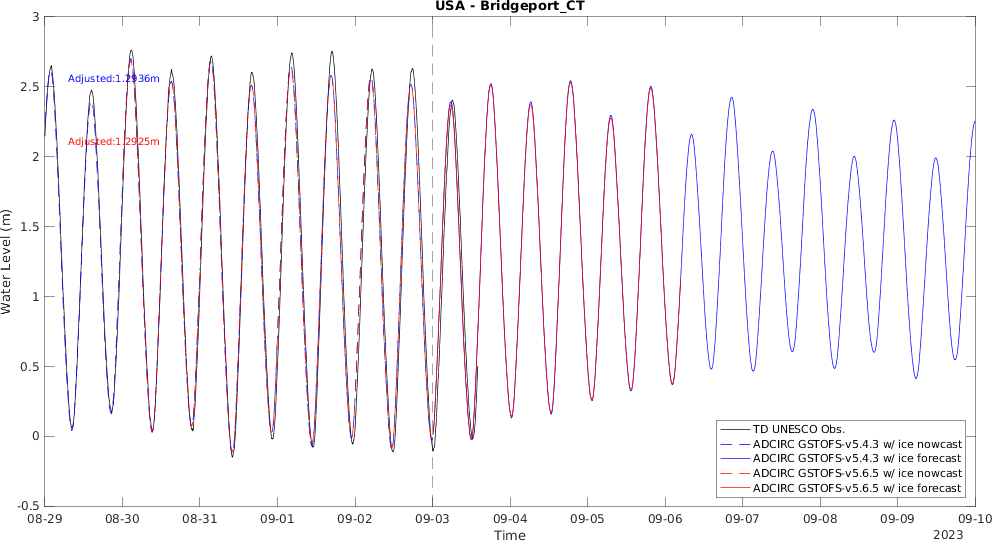 USA - Bridgeport_CT
3
2.5
2
1.5
1
0.5
0
-0.5
Water Level (m)
Adjusted:1.2936m
Adjusted:1.2925m
TD UNESCO Obs.
ADCIRC GSTOFS-v5.4.3 w/ ice nowcast
ADCIRC GSTOFS-v5.4.3 w/ ice forecast
ADCIRC GSTOFS-v5.6.5 w/ ice nowcast
ADCIRC GSTOFS-v5.6.5 w/ ice forecast
08-29 08-30 08-31 09-01 09-02 09-03 09-04 09-05 09-06 09-07 09-08 09-09 09-10
Time
2023